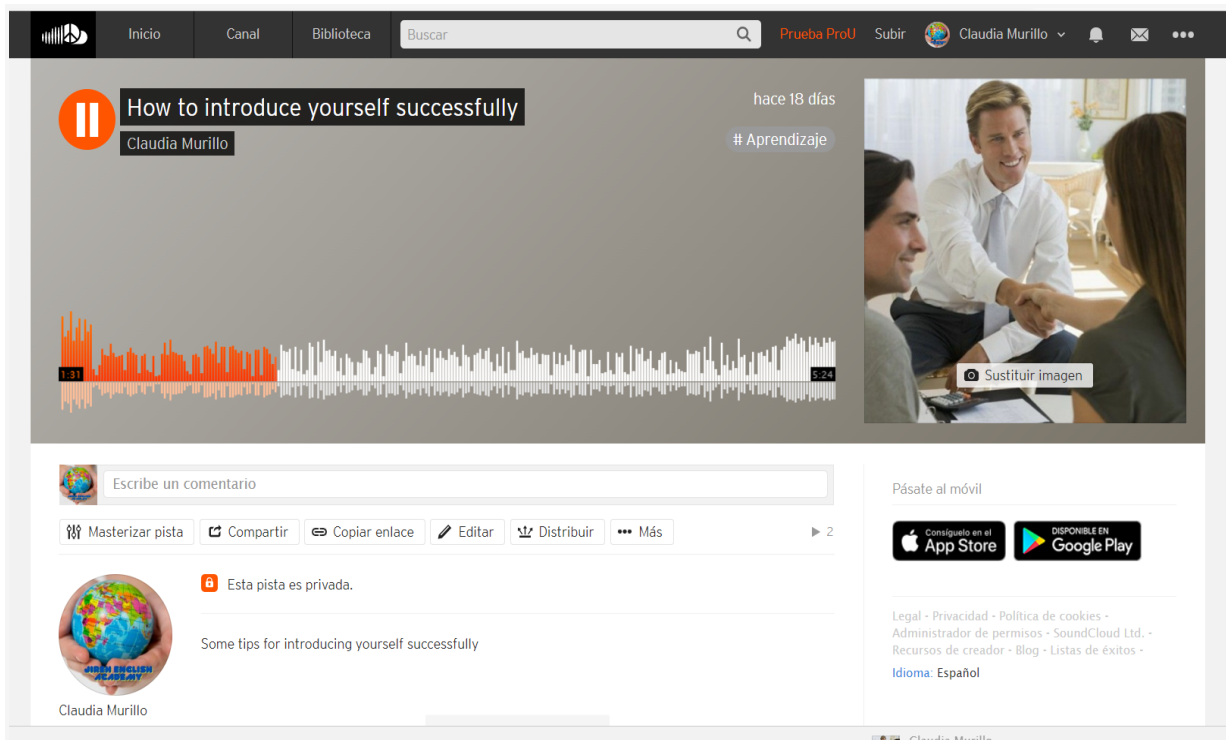 Inicio
Canal
Biblioteca
Buscar
Prueba ProU
Subir
Claudia Murillo
How to introduce yourself successfully
Claudia Murillo
hace 18 días
# Aprendizaje
1:31
5:24
Sustituir imagen
Escribe un comentario
Masterizar pista
Compartir
Copiar enlace
Editar
Distribuir
Más
2
Esta pista es privada.
Some tips for introducing yourself successfully
JIREH ENGLISH
ACADEMY
Claudia Murillo
Pásate al móvil
Consíguelo en el
App Store
DISPONIBLE EN
Google Play
Legal - Privacidad - Política de cookies -
Administrador de permisos - SoundCloud Ltd. -
Recursos de creador - Blog - Listas de éxitos -
Idioma: Español
Claudia Murillo